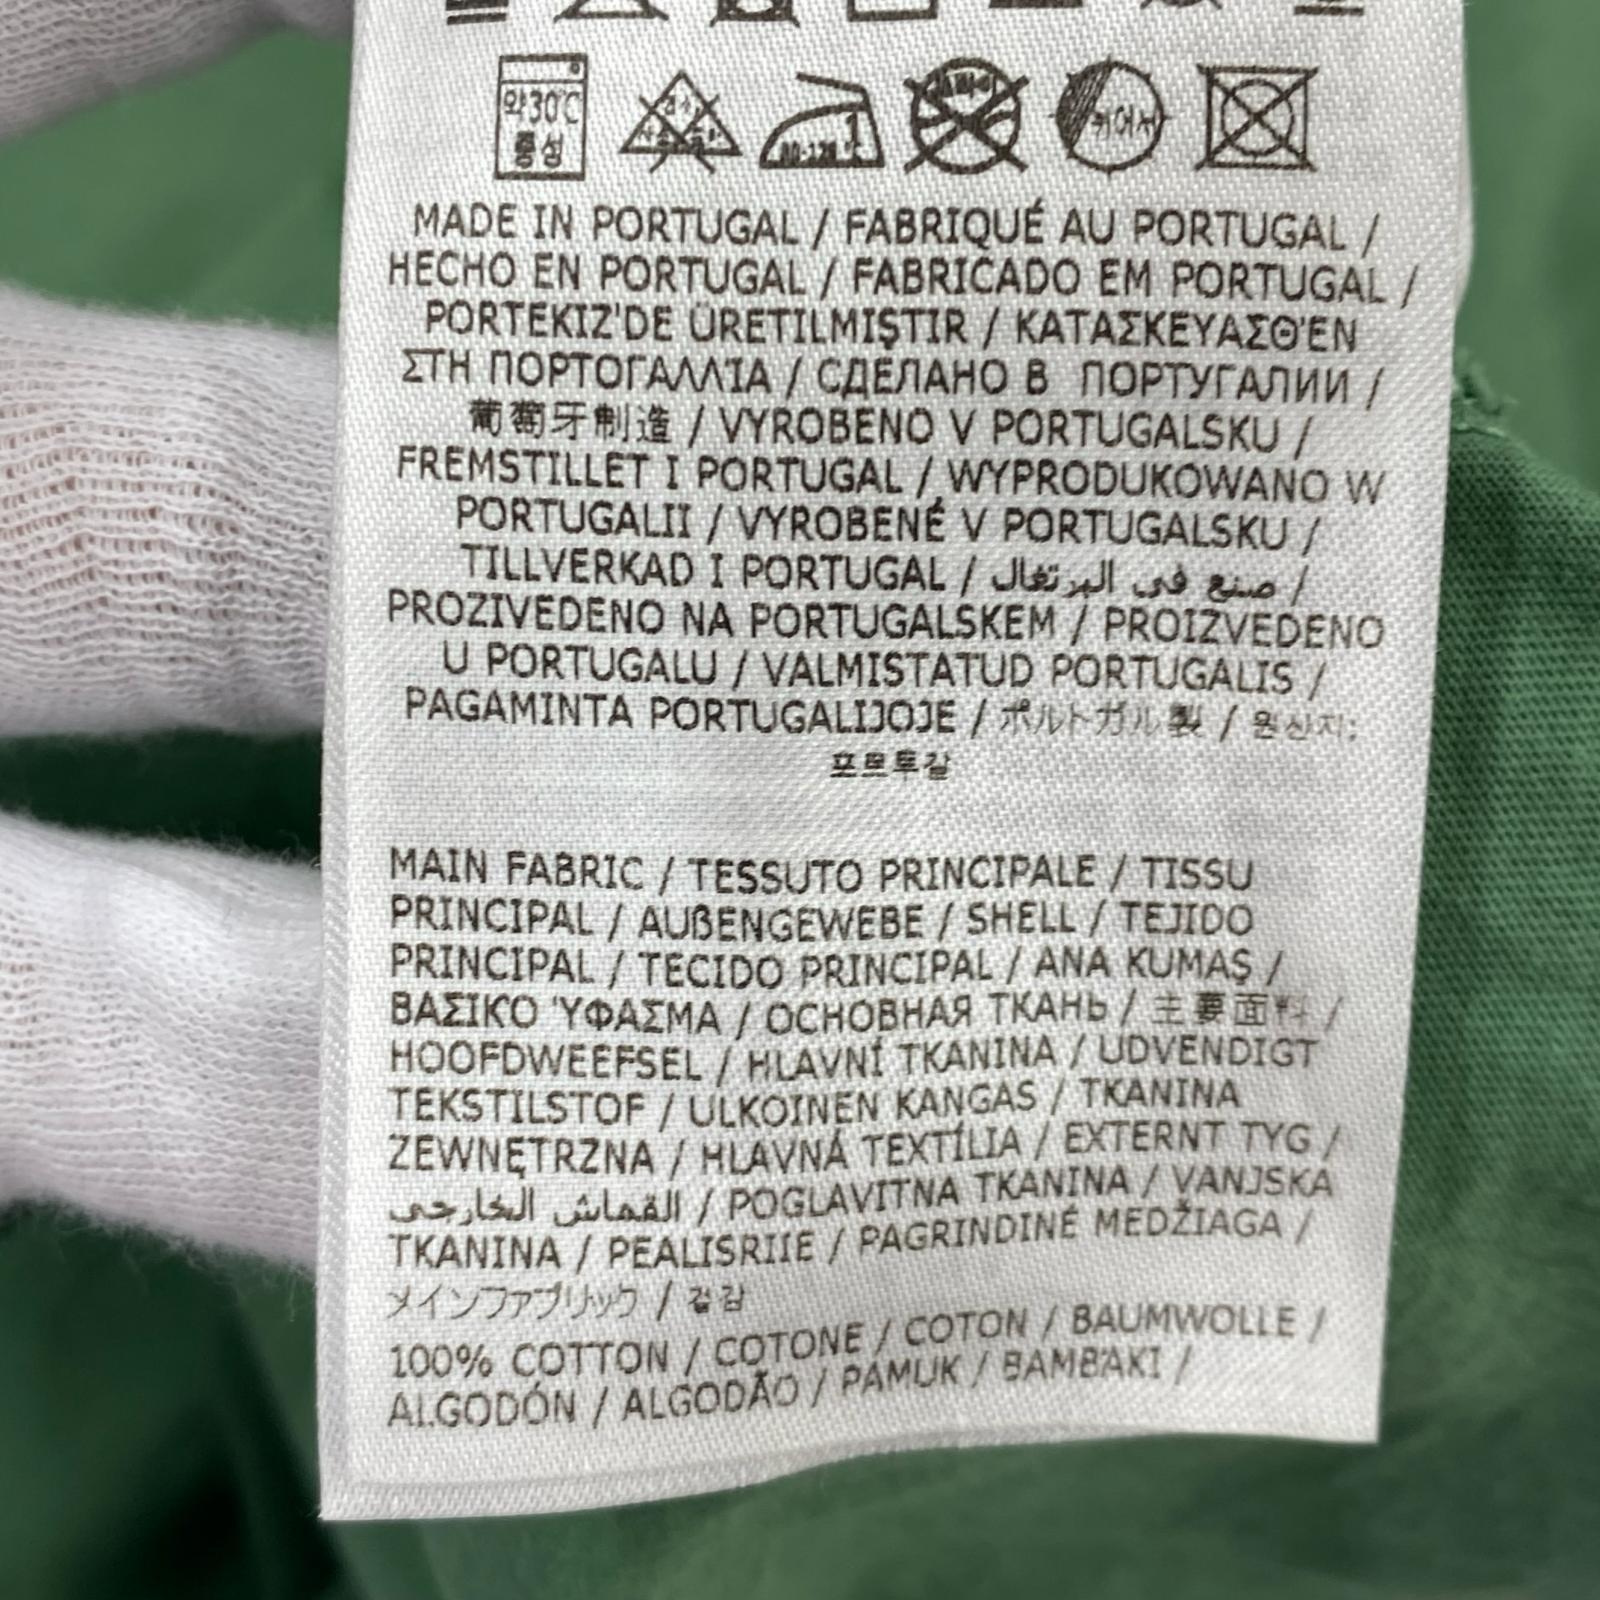 약30℃
중성
MADE IN PORTUGAL / FABRIQUÉ AU PORTUGAL /
HECHO EN PORTUGAL / FABRICADO EM PORTUGAL /
PORTEKIZ'DE ÜRETILMIŞTIR / ΚΑΤΑΣΚΕΥΑΣΘ'ΕΝ
ΣΤΗ ΠΟΡΤΟΓΑΛΛ'ΙΑ / СДЕЛАНО В ПОРТУГАЛИИ /
葡萄牙制造 / VYROBENO V PORTUGALSKU /
FREMSTILLET I PORTUGAL / WYPRODUKOWANO W
PORTUGALII / VYROBENÉ V PORTUGALSKU /
TILLVERKAD I PORTUGAL / صنع في البرتغال /
PROZIVEDENO NA PORTUGALSKEM / PROIZVEDENO
U PORTUGALU / VALMISTATUD PORTUGALIS /
PAGAMINTA PORTUGALIJOJE / ポルトガル製 / 원산지:
포르투갈
MAIN FABRIC / TESSUTO PRINCIPALE / TISSU
PRINCIPAL / AUßENGEWEBE / SHELL / TEJIDO
PRINCIPAL / TECIDO PRINCIPAL / ANA KUMAŞ /
ΒΑΣΙΚΟ 'ΥΦΑΣΜΑ / ОСНОВНАЯ ТКАНЬ / 主要面料 /
HOOFDWEEFSEL / HLAVNÍ TKANINA / UDVENDIGT
TEKSTILSTOF / ULKOINEN KANGAS / TKANINA
ZEWNĘTRZNA / HLAVNÁ TEXTÍLIA / EXTERNT TYG /
القماش الخارجي / POGLAVITNA TKANINA / VANJSKA
TKANINA / PEALISRIIE / PAGRINDINĖ MEDŽIAGA /
メインファブリック / 겉감
100% COTTON / COTONE / COTON / BAUMWOLLE /
ALGODÓN / ALGODÃO / PAMUK / BAMB'AKI /